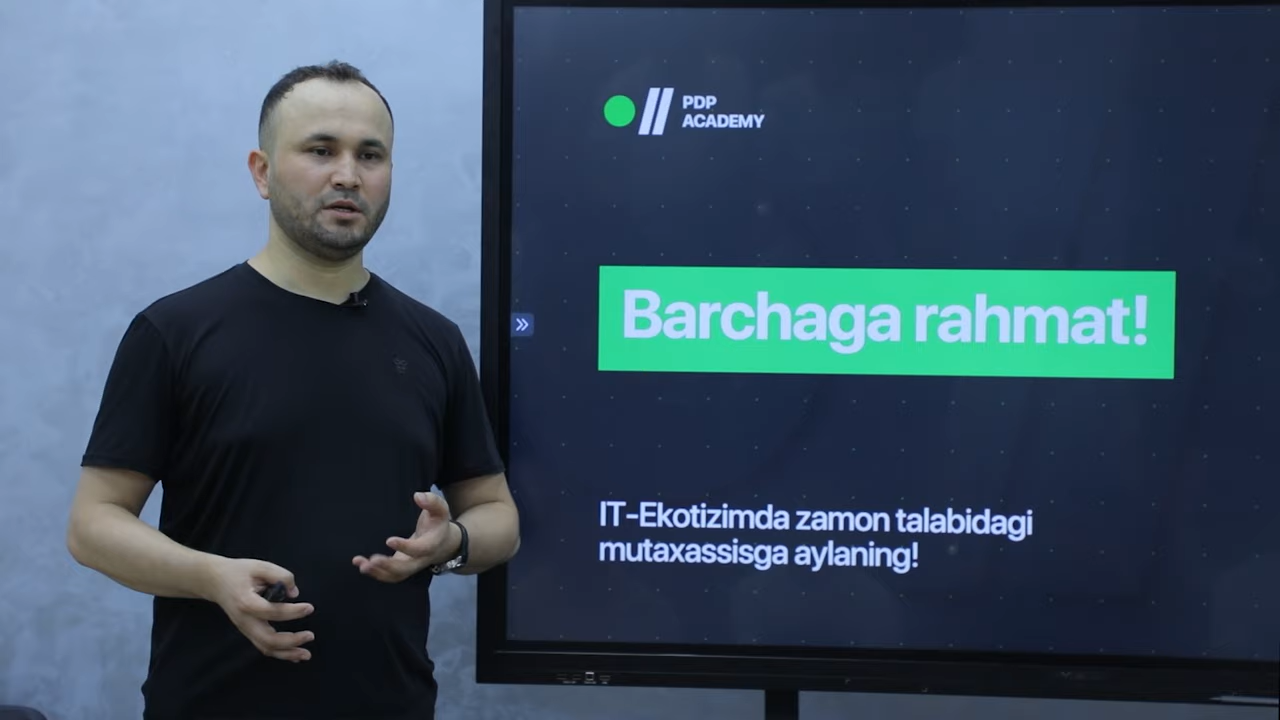 PDP
ACADEMY
Barchaga rahmat!
IT-Ekotizimda zamon talabidagi
mutaxassisga aylaning!